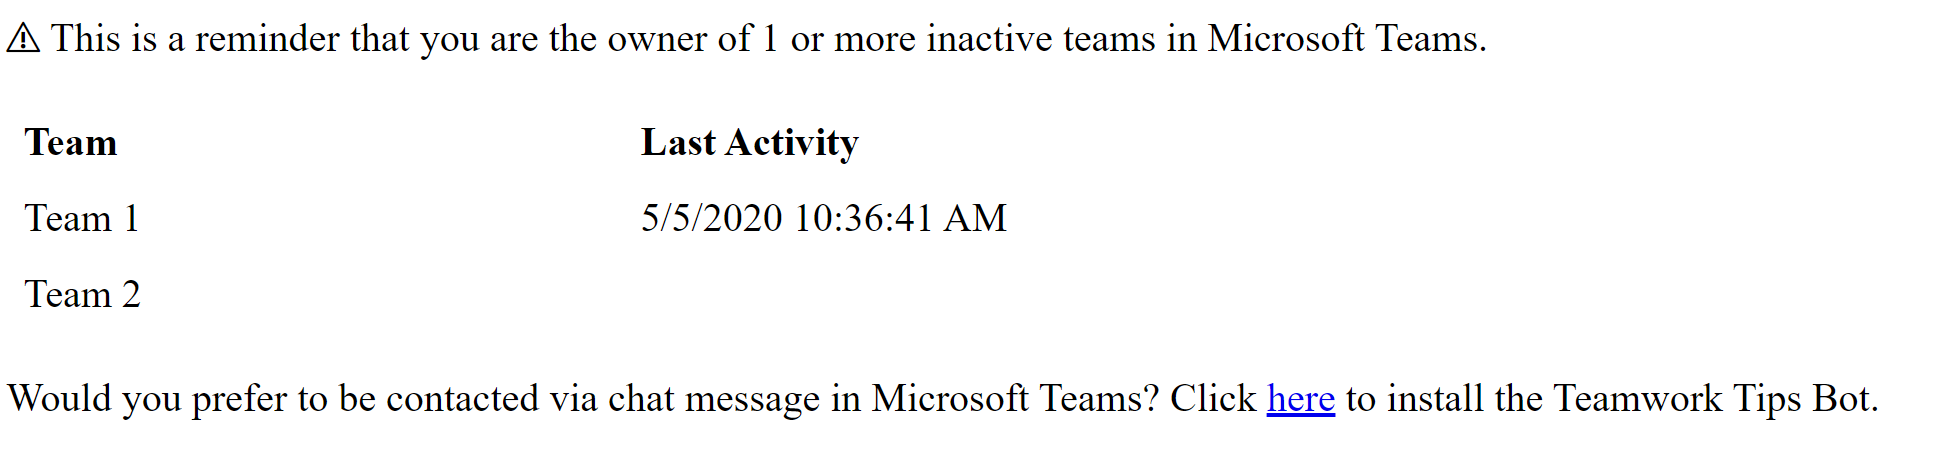 ⚠ This is a reminder that you are the owner of 1 or more inactive teams in Microsoft Teams.
Team Last Activity
Team 1 5/5/2020 10:36:41 AM
Team 2
Would you prefer to be contacted via chat message in Microsoft Teams? Click here to install the Teamwork Tips Bot.